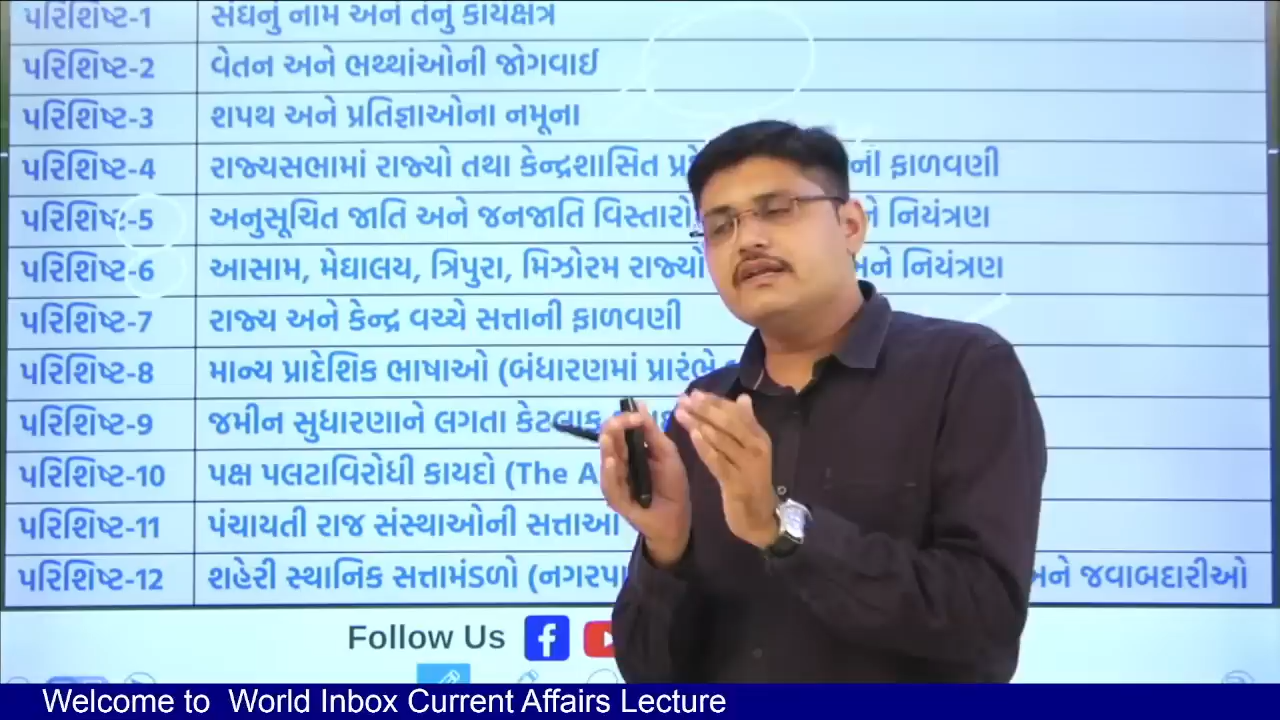 પરિશિષ્ટ-1 સંઘનું નામ અને તેનું કાર્યક્ષેત્ર
પરિશિષ્ટ-2 વેતન અને ભથ્થાંઓની જોગવાઈ
પરિશિષ્ટ-3 શપથ અને પ્રતિજ્ઞાઓના નમૂના
પરિશિષ્ટ-4 રાજ્યસભામાં રાજ્યો તથા કેન્દ્રશાસિત ફાળવણી
પરિશિષ્ટ-5 અનુસૂચિત જાતિ અને જનજાતિ નિયંત્રણ
પરિશિષ્ટ-6 આસામ, મેઘાલય, ત્રિપુરા, મિઝોરમ નિયંત્રણ
પરિશિષ્ટ-7 રાજ્ય અને કેન્દ્ર વચ્ચે સત્તાની ફાળવણી
પરિશિષ્ટ-8 માન્ય પ્રાદેશિક ભાષાઓ (બંધારણમાં પ્રારંભે
પરિશિષ્ટ-9 જમીન સુધારણાને લગતા કેટલાક
પરિશિષ્ટ-10 પક્ષ પલટાવિરોધી કાયદો (The
પરિશિષ્ટ-11 પંચાયતી રાજ સંસ્થાઓની
પરિશિષ્ટ-12 શહેરી સ્થાનિક સત્તામંડળો અને જવાબદારીઓ
Follow Us
Welcome to World Inbox Current Affairs Lecture